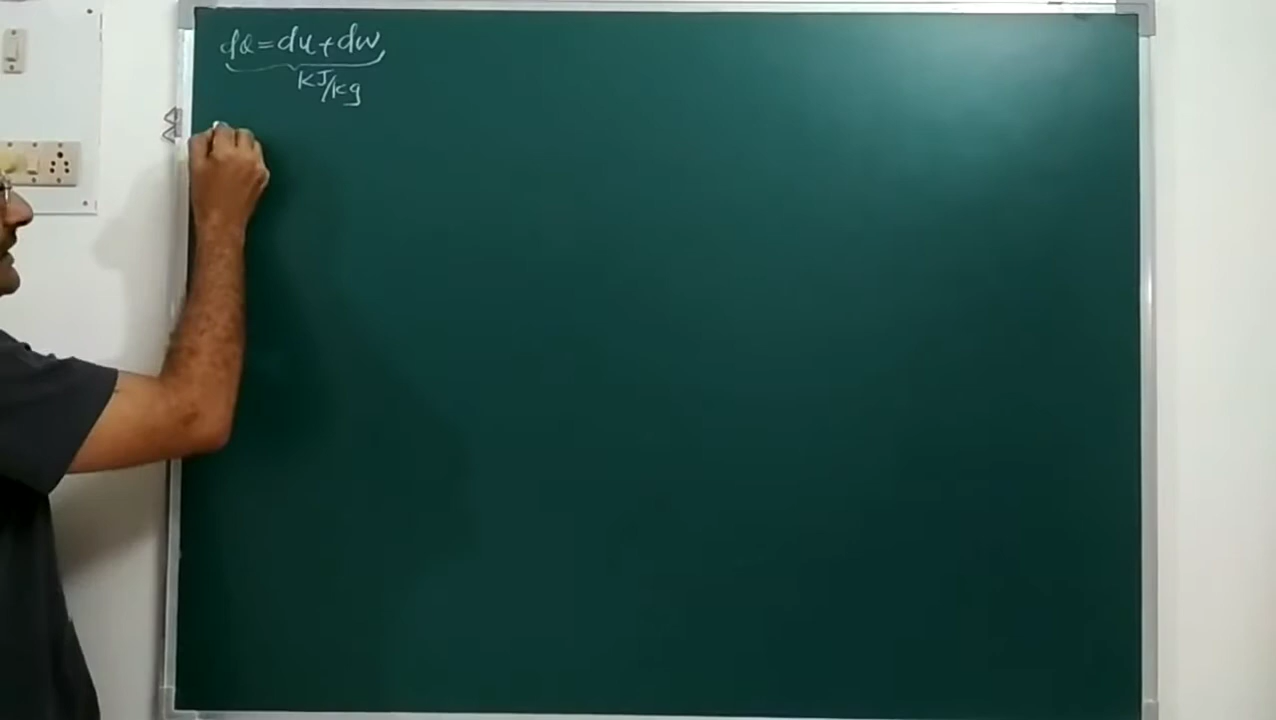 dQ = du + dw
kJ/kg